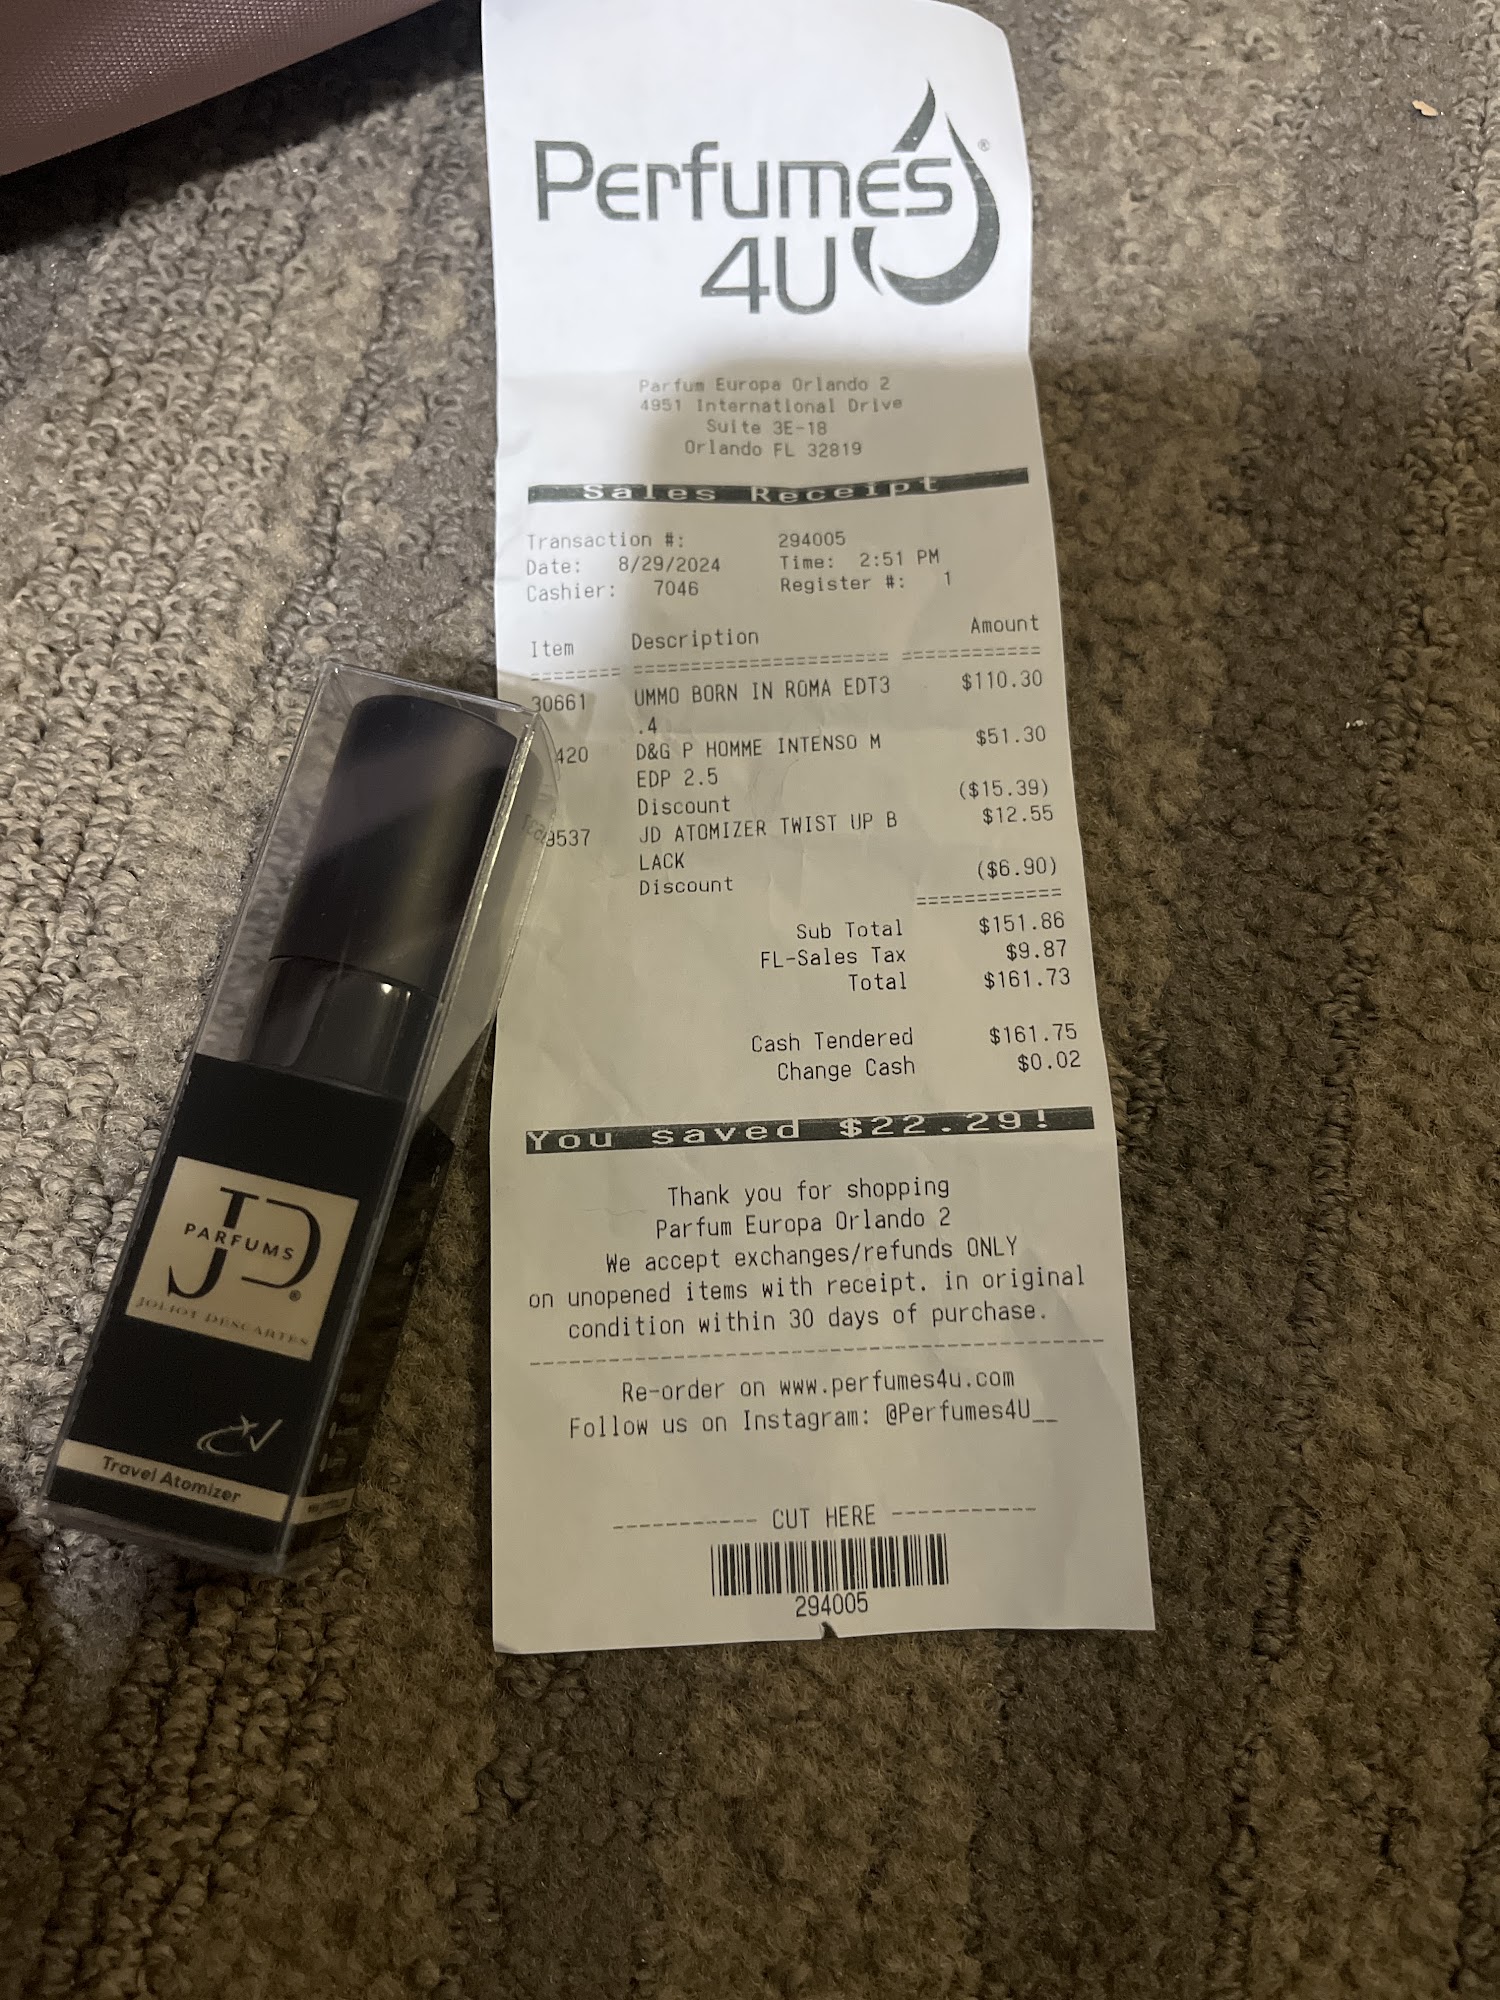 Perfumes
4U
®
Parfum Europa Orlando 2
4951 International Drive
Suite 3E-18
Orlando FL 32819
Sales Receipt
Transaction #: 294005
Date: 8/29/2024 Time: 2:51 PM
Cashier: 7046 Register #: 1
Item Description Amount
30661 UMMO BORN IN ROMA EDT3 $110.30
.4
420 D&G P HOMME INTENSO M $51.30
EDP 2.5
Discount ($15.39)
9537 JD ATOMIZER TWIST UP B $12.55
LACK
Discount ($6.90)
Sub Total $151.86
FL-Sales Tax $9.87
Total $161.73
Cash Tendered $161.75
Change Cash $0.02
You saved $22.29!
Thank you for shopping
Parfum Europa Orlando 2
We accept exchanges/refunds ONLY
on unopened items with receipt. in original
condition within 30 days of purchase.
Re-order on www.perfumes4u.com
Follow us on Instagram: @Perfumes4U__
CUT HERE
294005
JD
PARFUMS
®
JOLIOT DESCARTES
Travel Atomizer